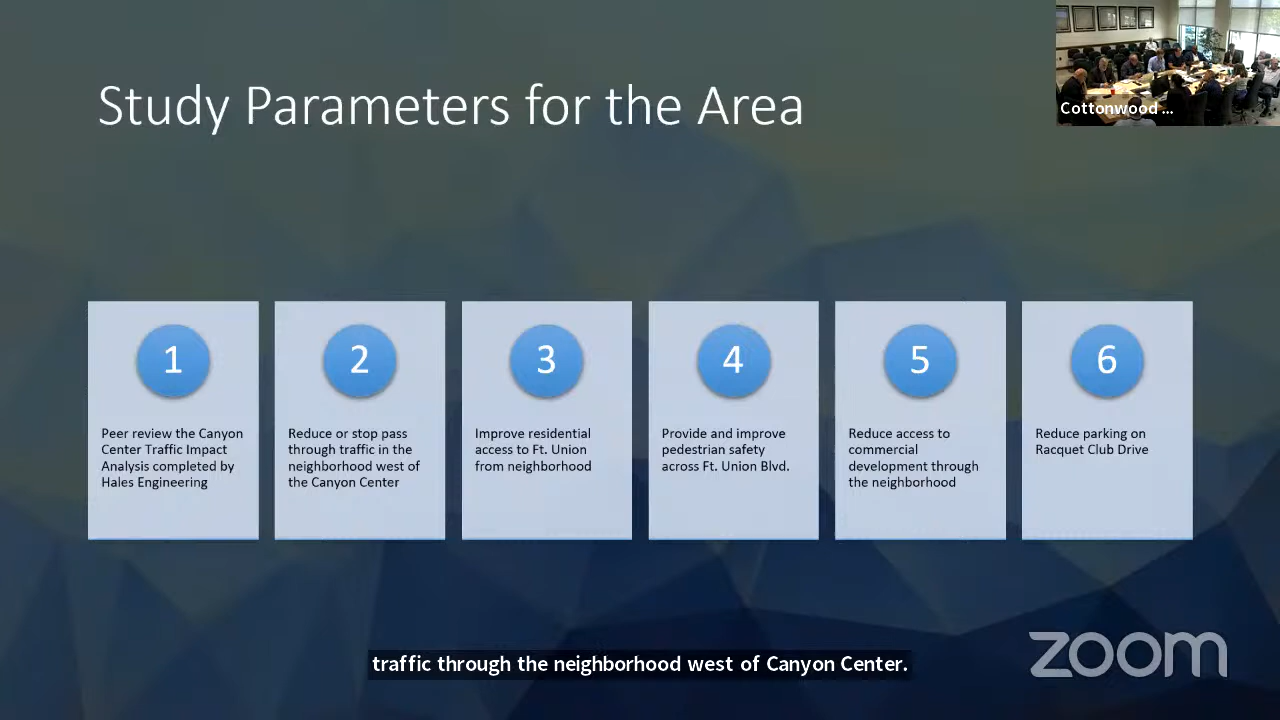 Study Parameters for the Area
Cottonwood ...
1
Peer review the Canyon
Center Traffic Impact
Analysis completed by
Hales Engineering
2
Reduce or stop pass
through traffic in the
neighborhood west of
the Canyon Center
3
Improve residential
access to Ft. Union
from neighborhood
4
Provide and improve
pedestrian safety
across Ft. Union Blvd.
5
Reduce access to
commercial
development through
the neighborhood
6
Reduce parking on
Racquet Club Drive
traffic through the neighborhood west of Canyon Center.
zoom